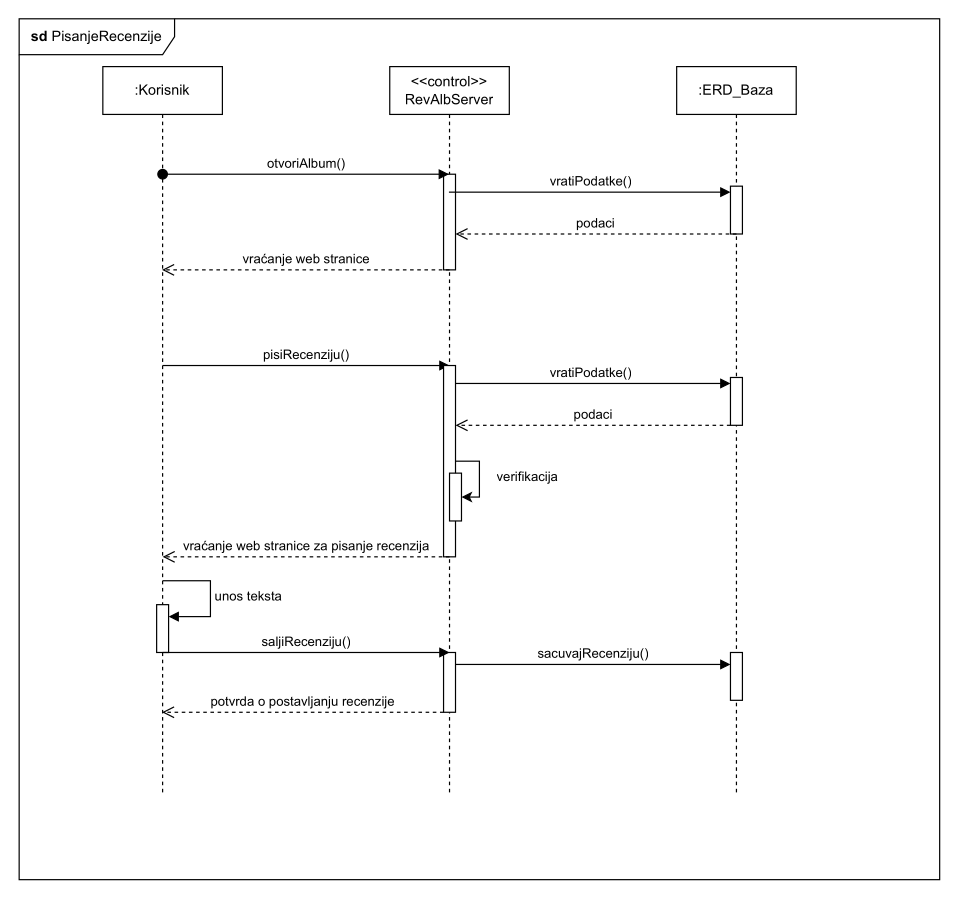 sd PisanjeRecenzije
:Korisnik
<<control>>
RevAlbServer
:ERD_Baza
otvoriAlbum()
vratiPodatke()
podaci
vraćanje web stranice
pisiRecenziju()
vratiPodatke()
podaci
verifikacija
vraćanje web stranice za pisanje recenzija
unos teksta
saljiRecenziju()
sacuvajRecenziju()
potvrda o postavljanju recenzije